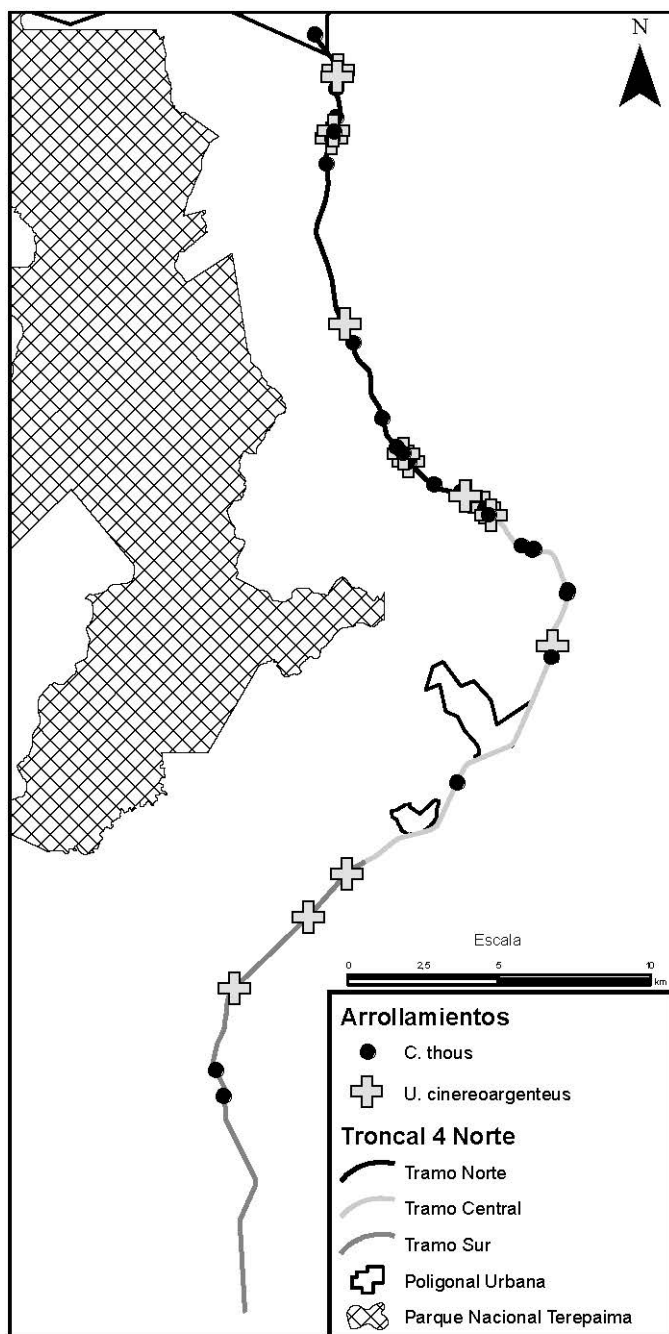 N
Escala
0 2,5 5 10
km
Arrollamientos
C. thous
U. cinereoargenteus
Troncal 4 Norte
Tramo Norte
Tramo Central
Tramo Sur
Poligonal Urbana
Parque Nacional Terepaima